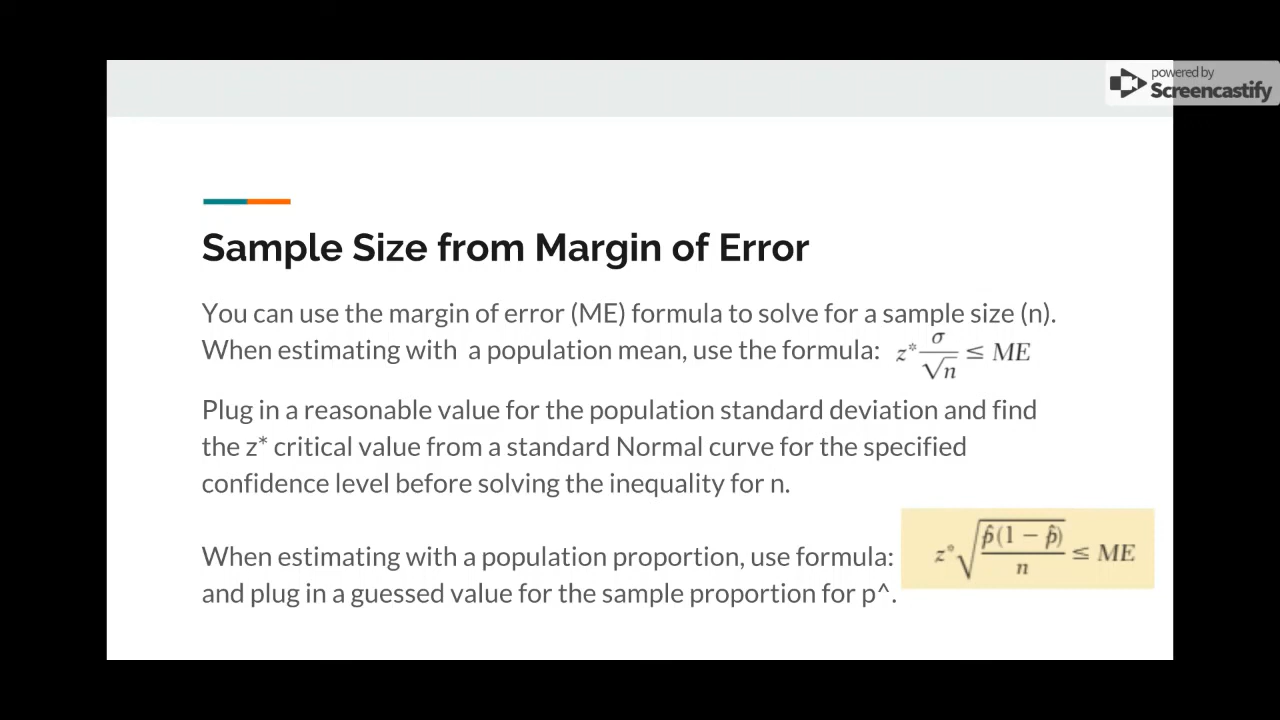 powered by
Screencastify
Sample Size from Margin of Error
You can use the margin of error (ME) formula to solve for a sample size (n).
When estimating with a population mean, use the formula: z* σ/√n ≤ ME
Plug in a reasonable value for the population standard deviation and find
the z* critical value from a standard Normal curve for the specified
confidence level before solving the inequality for n.
When estimating with a population proportion, use formula: z*√(p̂(1 − p̂)/n) ≤ ME
and plug in a guessed value for the sample proportion for p^.